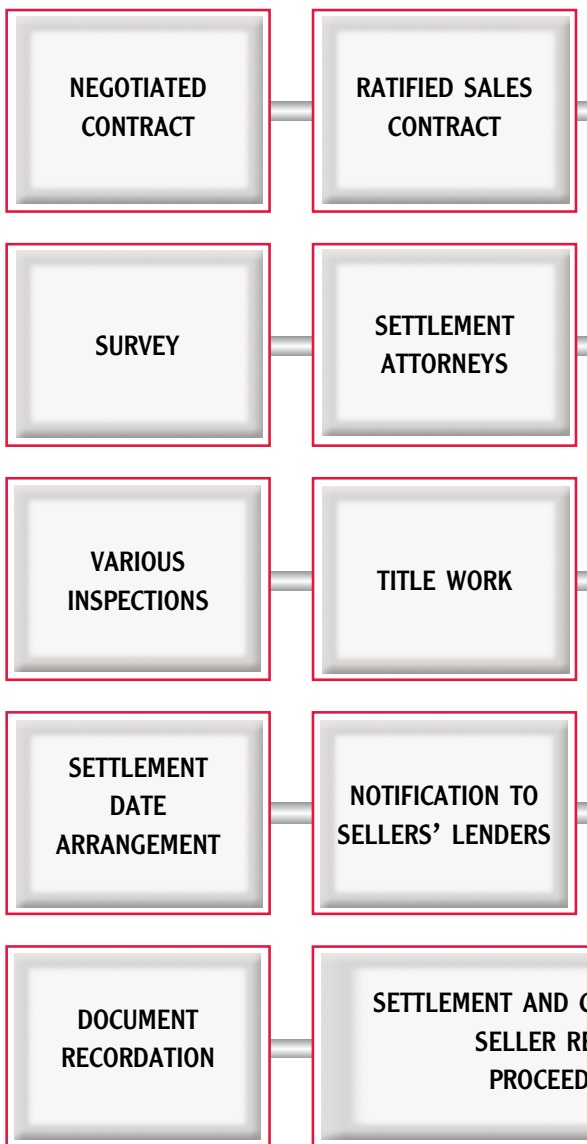 NEGOTIATED
CONTRACT
RATIFIED SALES
CONTRACT
SURVEY
SETTLEMENT
ATTORNEYS
VARIOUS
INSPECTIONS
TITLE WORK
SETTLEMENT
DATE
ARRANGEMENT
NOTIFICATION TO
SELLERS’ LENDERS
DOCUMENT
RECORDATION
SETTLEMENT AND
SELLER